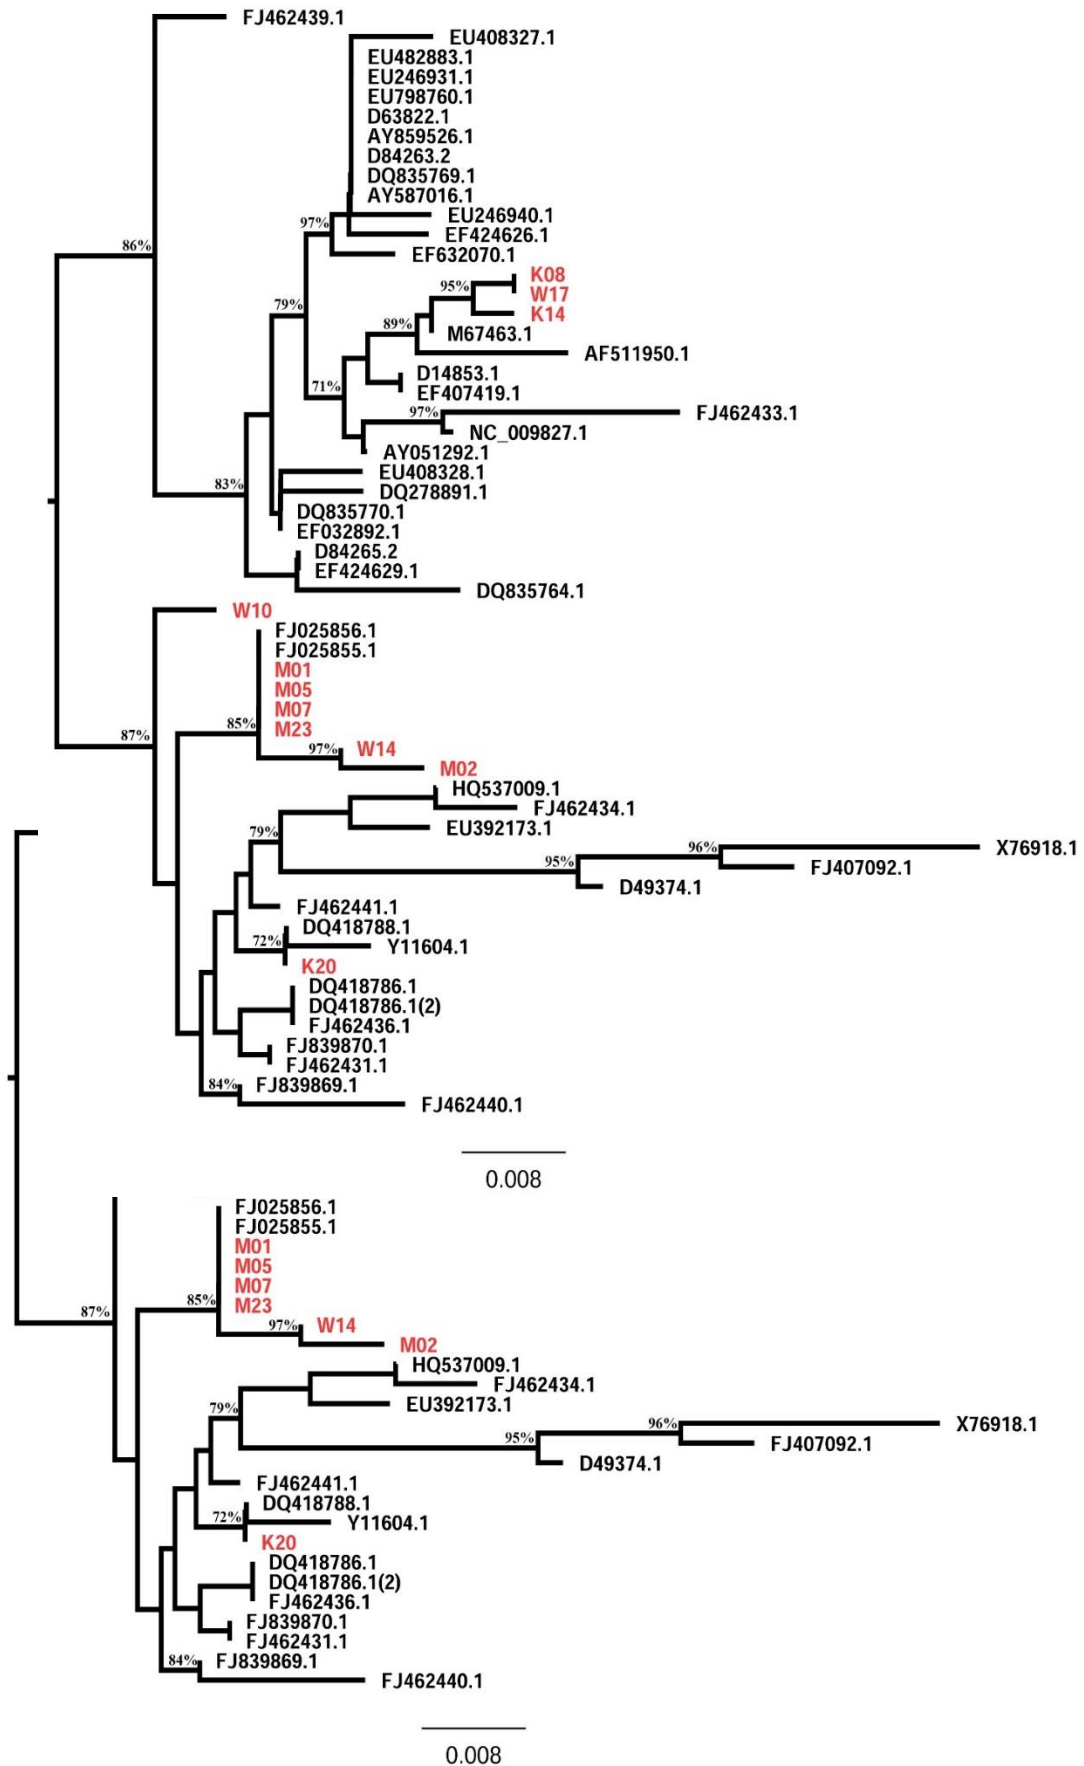 FJ462439.1
EU408327.1
EU482883.1
EU246931.1
EU798760.1
D63822.1
AY859526.1
D84263.2
DQ835769.1
AY587016.1
EU246940.1
97%
EF424626.1
86%
EF632070.1
K08
95%
W17
79%
K14
89%
M67463.1
AF511950.1
D14853.1
71%
EF407419.1
97%
FJ462433.1
NC_009827.1
AY051292.1
EU408328.1
83%
DQ278891.1
DQ835770.1
EF032892.1
D84265.2
EF424629.1
DQ835764.1
W10
FJ025856.1
FJ025855.1
M01
M05
M07
85%
M23
87%
97%
W14
M02
HQ537009.1
FJ462434.1
79%
EU392173.1
96%
X76918.1
95%
FJ407092.1
D49374.1
FJ462441.1
DQ418788.1
72%
Y11604.1
K20
DQ418786.1
DQ418786.1(2)
FJ462436.1
FJ839870.1
FJ462431.1
84%
FJ839869.1
FJ462440.1
0.008
FJ025856.1
FJ025855.1
M01
M05
M07
85%
M23
87%
97%
W14
M02
HQ537009.1
FJ462434.1
79%
EU392173.1
96%
X76918.1
95%
FJ407092.1
D49374.1
FJ462441.1
DQ418788.1
72%
Y11604.1
K20
DQ418786.1
DQ418786.1(2)
FJ462436.1
FJ839870.1
FJ462431.1
84%
FJ839869.1
FJ462440.1
0.008